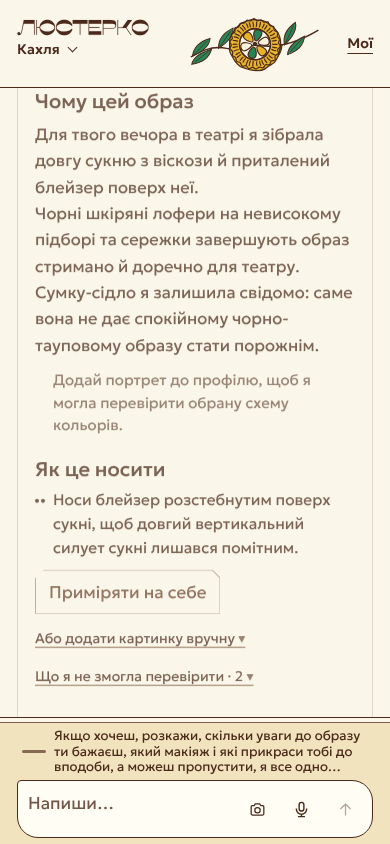 ЛЮСТЕРКО
Кахля
Мої
Чому цей образ
Для твого вечора в театрі я зібрала
довгу сукню з віскози й приталений
блейзер поверх неї.
Чорні шкіряні лофери на невисокому
підборі та сережки завершують образ
стримано й доречно для театру.
Сумку-сідло я залишила свідомо: саме
вона не дає спокійному чорно-
тауповому образу стати порожнім.
Додай портрет до профілю, щоб я
могла перевірити обрану схему
кольорів.
Як це носити
•• Носи блейзер розстебнутим поверх
сукні, щоб довгий вертикальний
силует сукні лишався помітним.
Приміряти на себе
Або додати картинку вручну ▾
Що я не змогла перевірити · 2 ▾
Якщо хочеш, розкажи, скільки уваги до образу
ти бажаєш, який макіяж і які прикраси тобі до
вподоби, а можеш пропустити, я все одно…
Напиши…